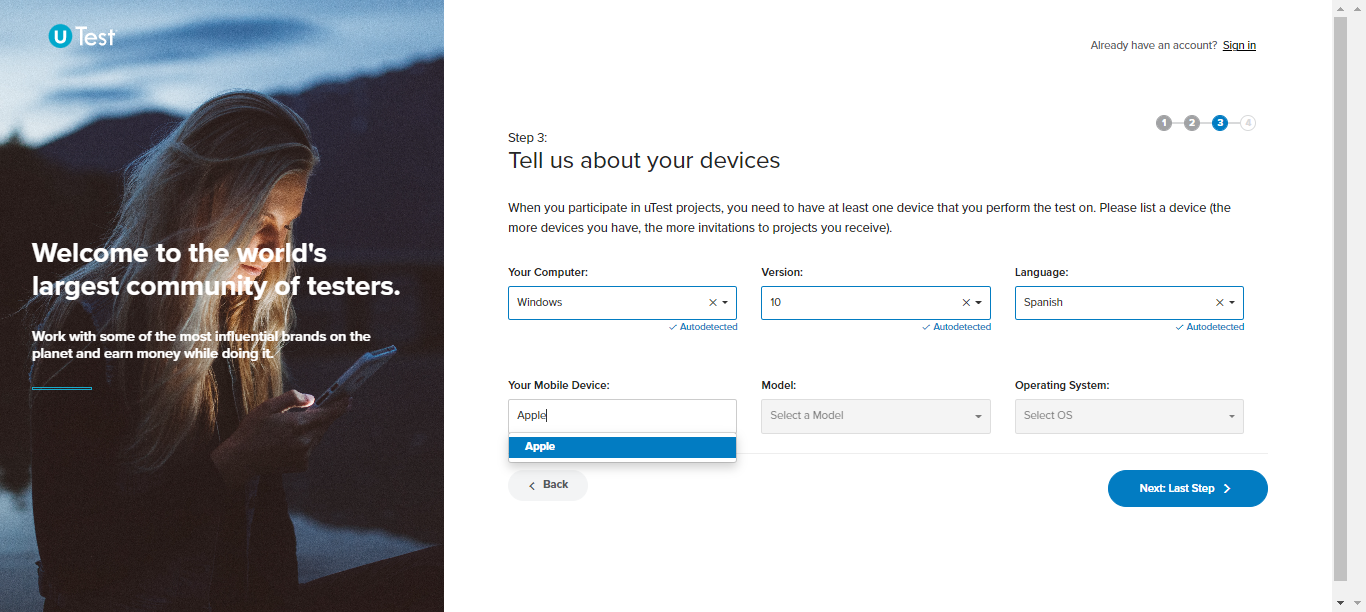 uTest
Already have an account? Sign in
1 2 3 4
Step 3:
Tell us about your devices
When you participate in uTest projects, you need to have at least one device that you perform the test on. Please list a device (the
more devices you have, the more invitations to projects you receive).
Welcome to the world's
largest community of testers.
Work with some of the most influential brands on the
planet and earn money while doing it.
Your Computer: Version: Language:
Windows 10 Spanish
Autodetected Autodetected Autodetected
Your Mobile Device: Model: Operating System:
Apple Select a Model Select OS
Apple
Back Next: Last Step